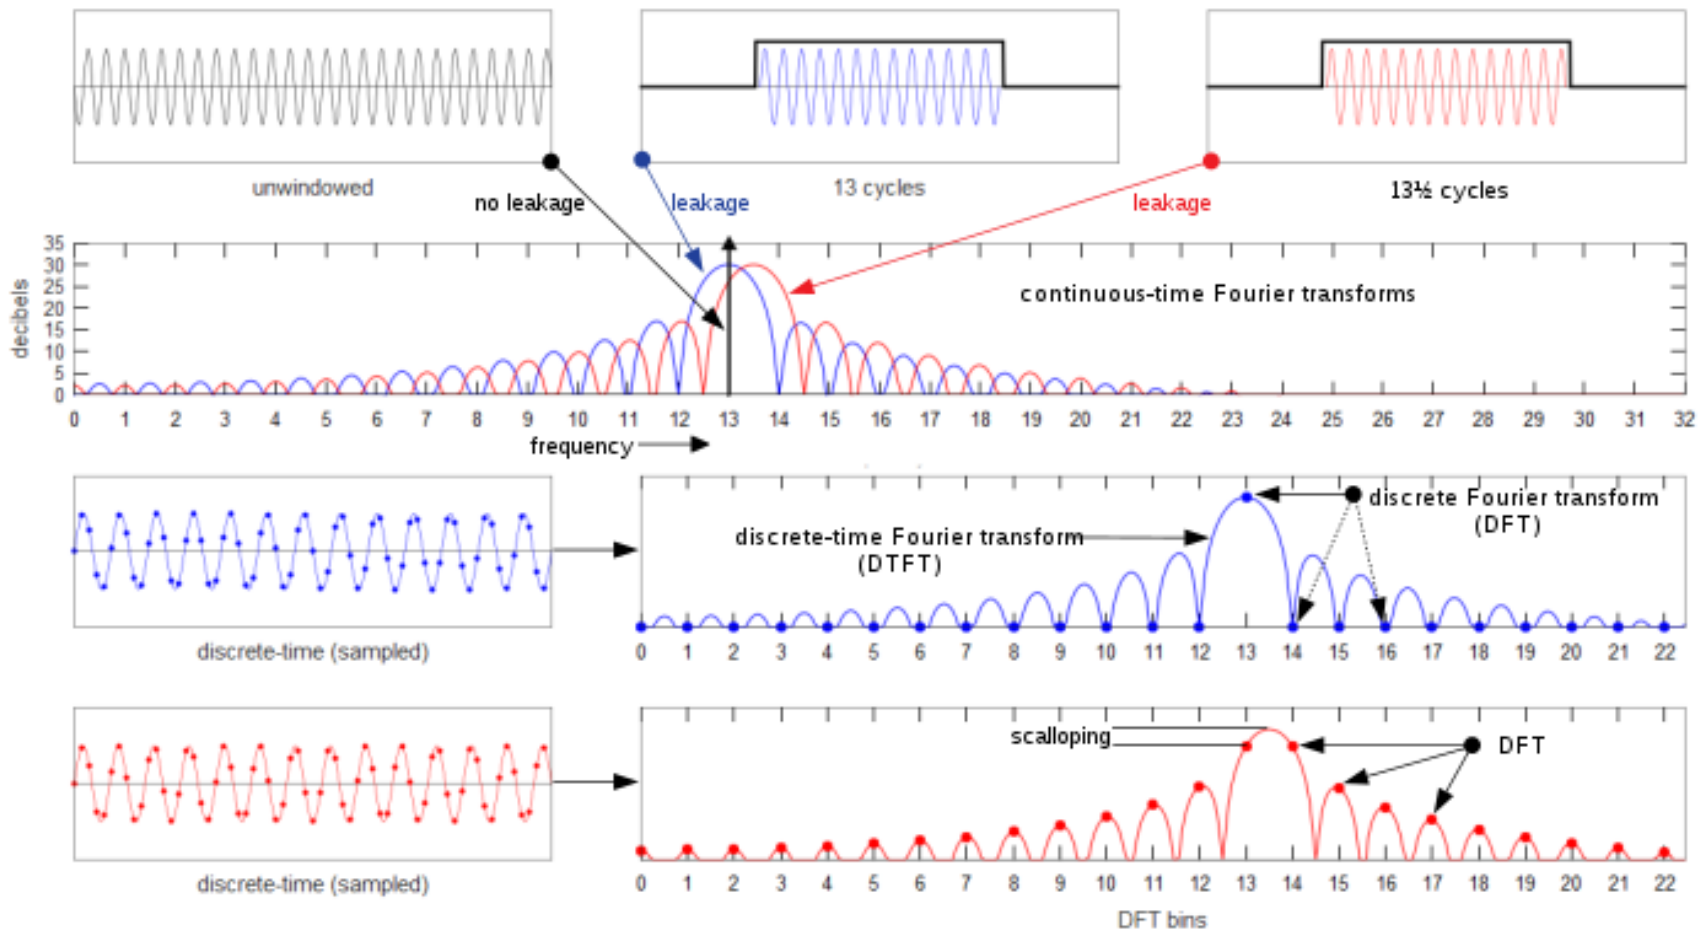 unwindowed
13 cycles
13½ cycles
no leakage
leakage
leakage
35
30
25
20
15
10
5
0
decibels
continuous-time Fourier transforms
0 1 2 3 4 5 6 7 8 9 10 11 12 13 14 15 16 17 18 19 20 21 22 23 24 25 26 27 28 29 30 31 32
frequency
discrete Fourier transform
(DFT)
discrete-time Fourier transform
(DTFT)
discrete-time (sampled)
0 1 2 3 4 5 6 7 8 9 10 11 12 13 14 15 16 17 18 19 20 21 22
scalloping
DFT
discrete-time (sampled)
0 1 2 3 4 5 6 7 8 9 10 11 12 13 14 15 16 17 18 19 20 21 22
DFT bins